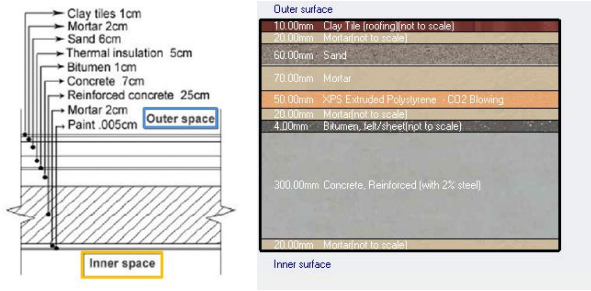 Clay tiles 1cm
Mortar 2cm
Sand 6cm
Thermal insulation 5cm
Bitumen 1cm
Concrete 7cm
Reinforced concrete 25cm
Mortar 2cm
Paint .005cm
Outer space
Inner space
Outer surface
10.00mm Clay Tile (roofing)(not to scale)
20.00mm Mortar(not to scale)
60.00mm Sand
70.00mm Mortar
50.00mm XPS Extruded Polystyrene - CO2 Blowing
20.00mm Mortar(not to scale)
4.00mm Bitumen, felt/sheet(not to scale)
300.00mm Concrete, Reinforced (with 2% steel)
20.00mm Mortar(not to scale)
Inner surface